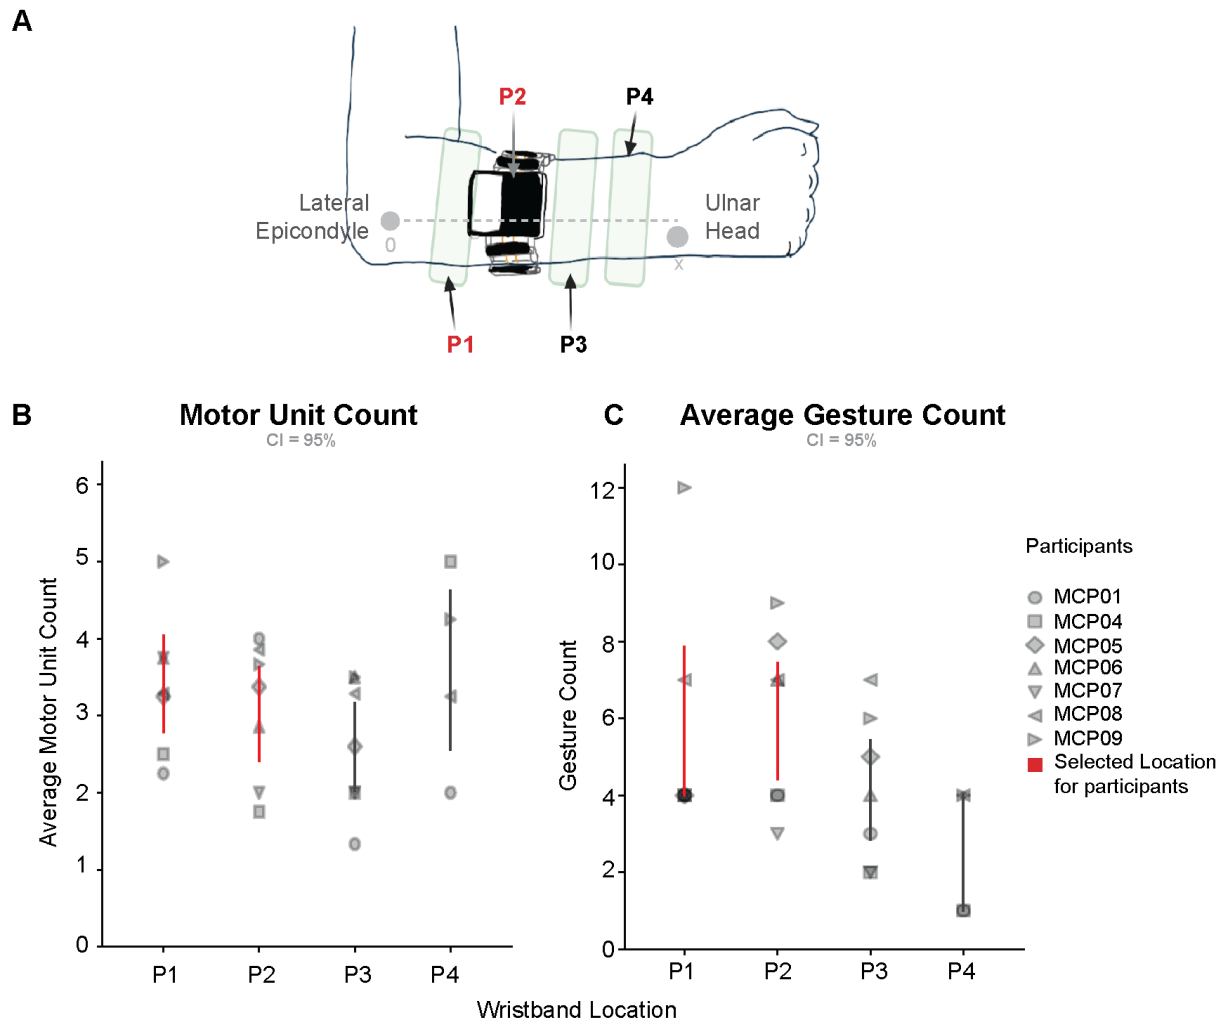 A
P2
P4
Lateral
Epicondyle
0
Ulnar
Head
x
P1
P3
B
Motor Unit Count
CI = 95%
C
Average Gesture Count
CI = 95%
Average Motor Unit Count
6
5
4
3
2
1
0
P1
P2
P3
P4
Gesture Count
12
10
8
6
4
2
0
P1
P2
P3
P4
Wristband Location
Participants
MCP01
MCP04
MCP05
MCP06
MCP07
MCP08
MCP09
Selected Location
for participants